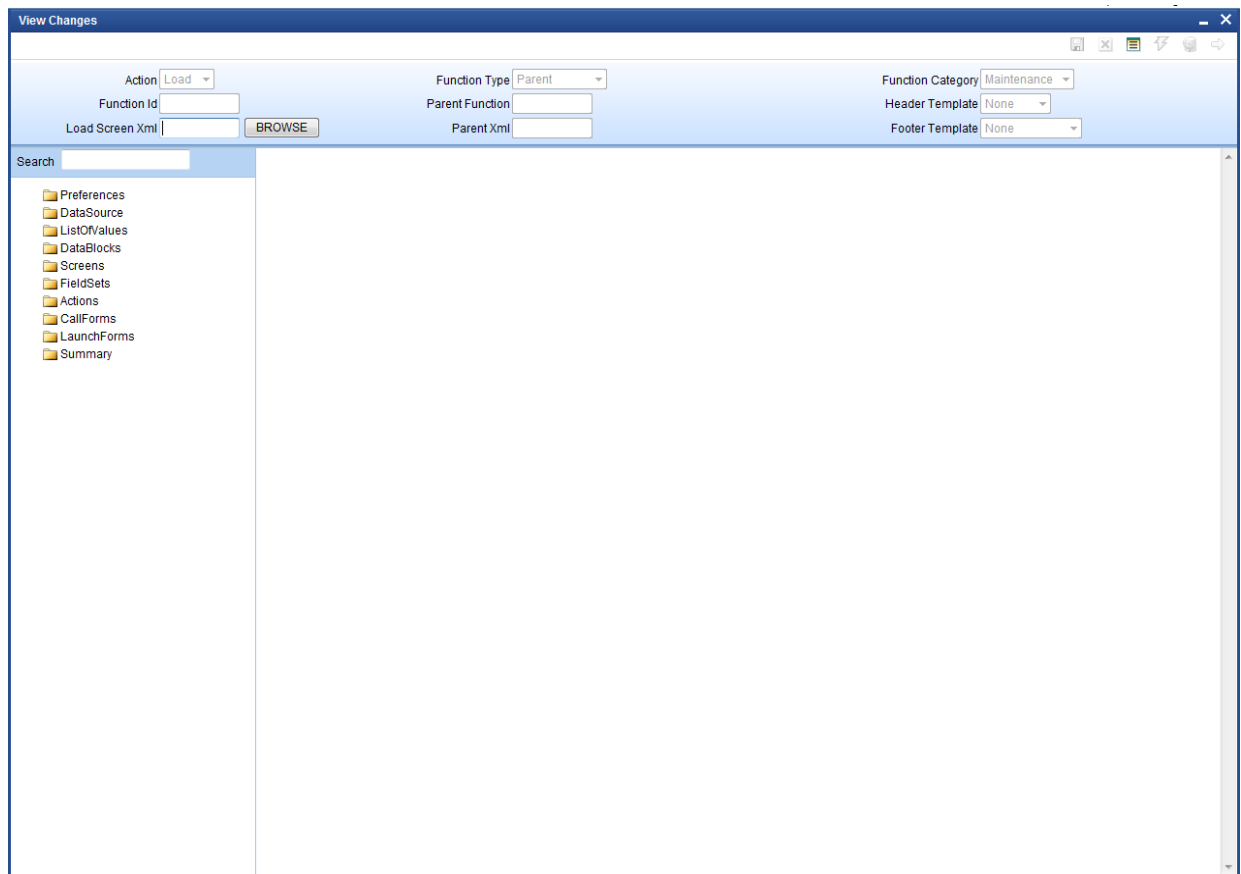 View Changes
Action Load Function Type Parent Function Category Maintenance
Function Id Parent Function Header Template None
Load Screen Xml BROWSE Parent Xml Footer Template None
Search
Preferences
DataSource
ListOfValues
DataBlocks
Screens
FieldSets
Actions
CallForms
LaunchForms
Summary